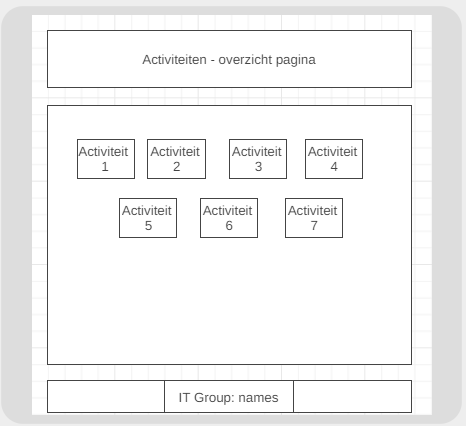 Activiteiten - overzicht pagina
Activiteit
1
Activiteit
2
Activiteit
3
Activiteit
4
Activiteit
5
Activiteit
6
Activiteit
7
IT Group: names